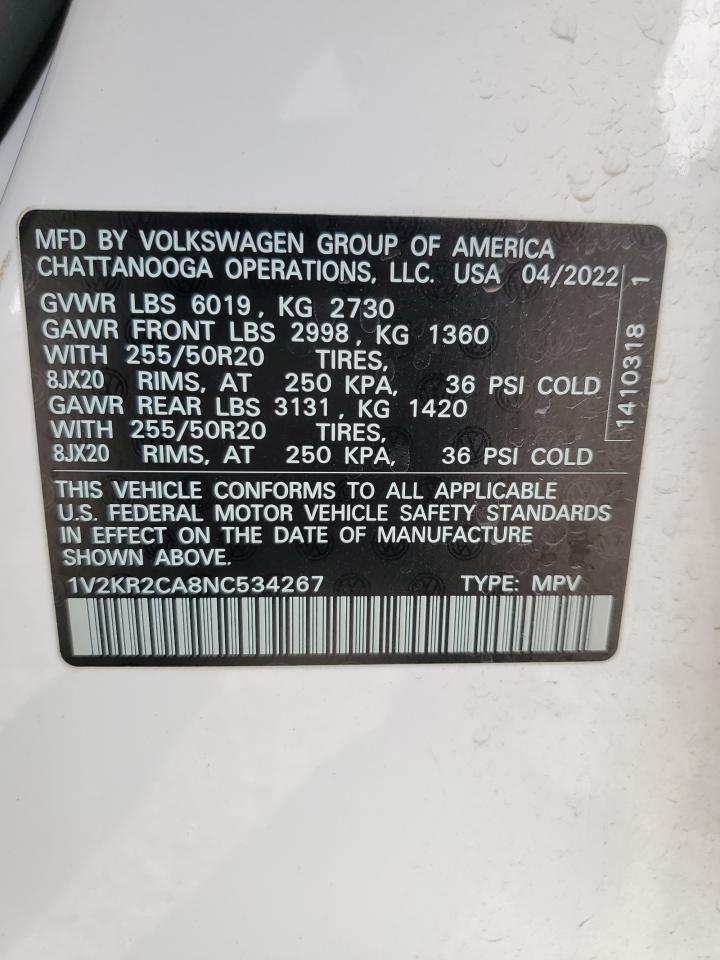 MFD BY VOLKSWAGEN GROUP OF AMERICA
CHATTANOOGA OPERATIONS, LLC. USA 04/2022
GVWR LBS 6019, KG 2730
GAWR FRONT LBS 2998, KG 1360
WITH 255/50R20 TIRES,
8JX20 RIMS, AT 250 KPA, 36 PSI COLD
GAWR REAR LBS 3131, KG 1420
WITH 255/50R20 TIRES,
8JX20 RIMS, AT 250 KPA, 36 PSI COLD
1410318 1
THIS VEHICLE CONFORMS TO ALL APPLICABLE
U.S. FEDERAL MOTOR VEHICLE SAFETY STANDARDS
IN EFFECT ON THE DATE OF MANUFACTURE
SHOWN ABOVE.
1V2KR2CA8NC534267 TYPE: MPV